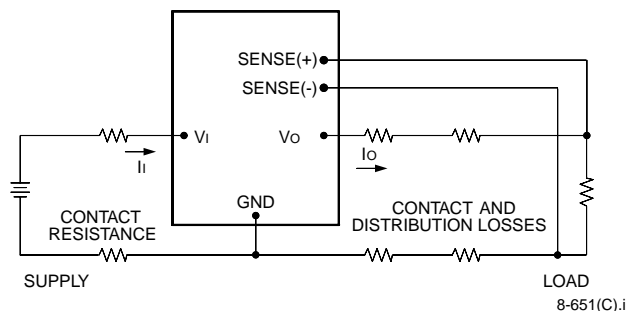 SENSE(+)
SENSE(-)
VI
VO
II
IO
GND
CONTACT
RESISTANCE
CONTACT AND
DISTRIBUTION LOSSES
SUPPLY
LOAD
8-651(C).i